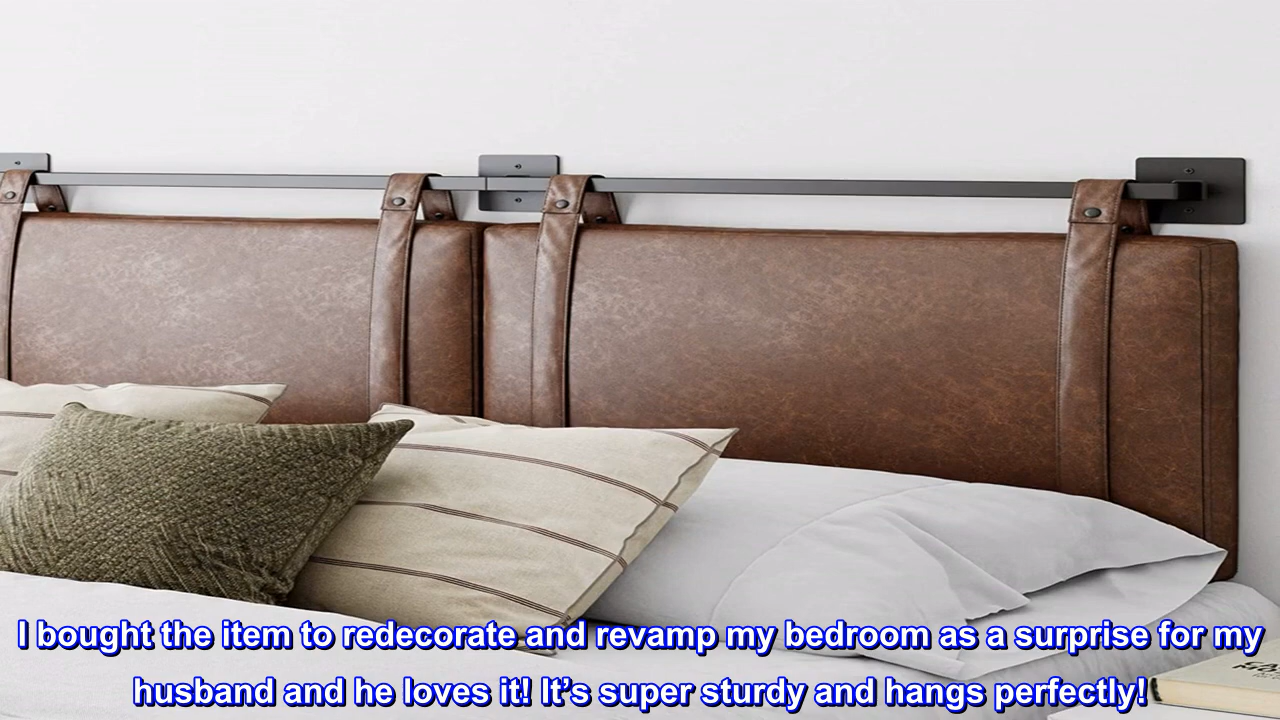 I bought the item to redecorate and revamp my bedroom as a surprise for my
husband and he loves it! It’s super sturdy and hangs perfectly!